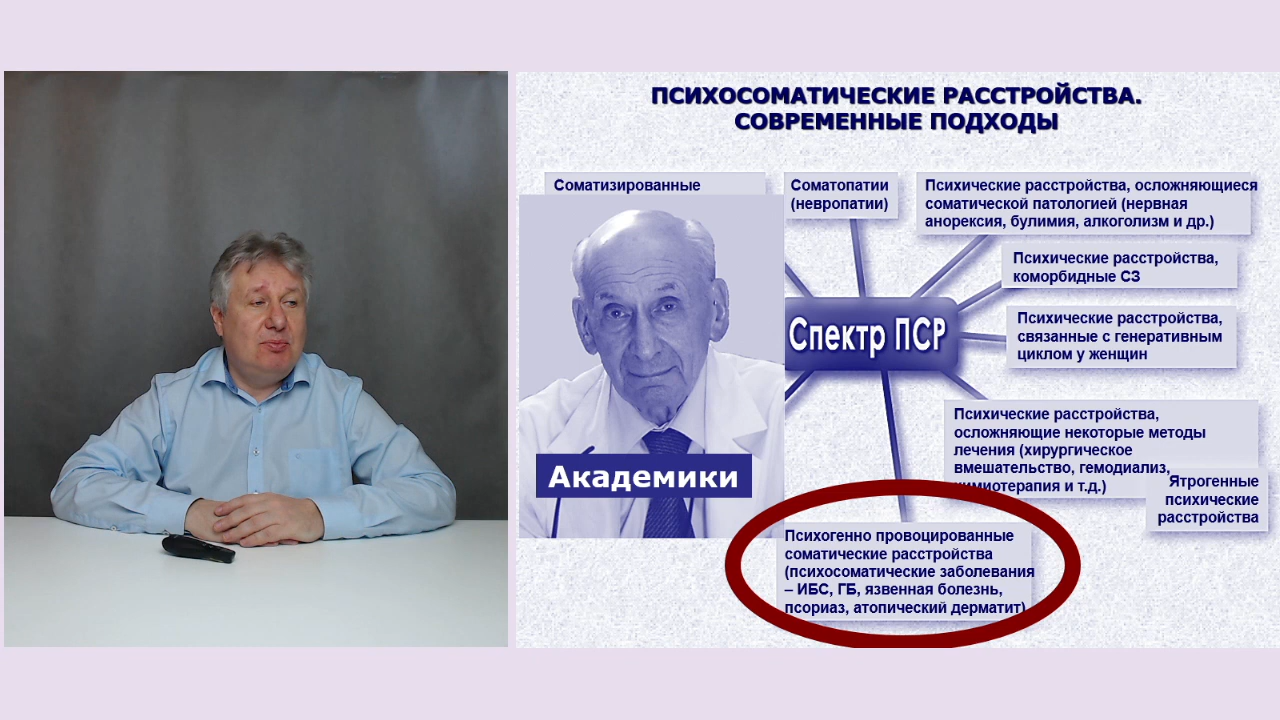 ПСИХОСОМАТИЧЕСКИЕ РАССТРОЙСТВА.
СОВРЕМЕННЫЕ ПОДХОДЫ
Соматизированные
Соматопатии
(невропатии)
Психические расстройства, осложняющиеся
соматической патологией (нервная
анорексия, булимия, алкоголизм и др.)
Психические расстройства,
коморбидные СЗ
Спектр ПСР
Психические расстройства,
связанные с генеративным
циклом у женщин
Психические расстройства,
осложняющие некоторые методы
лечения (хирургическое
вмешательство, гемодиализ,
химиотерапия и т.д.)
Ятрогенные
психические
расстройства
Академики
Психогенно провоцированные
соматические расстройства
(психосоматические заболевания
– ИБС, ГБ, язвенная болезнь,
псориаз, атопический дерматит)